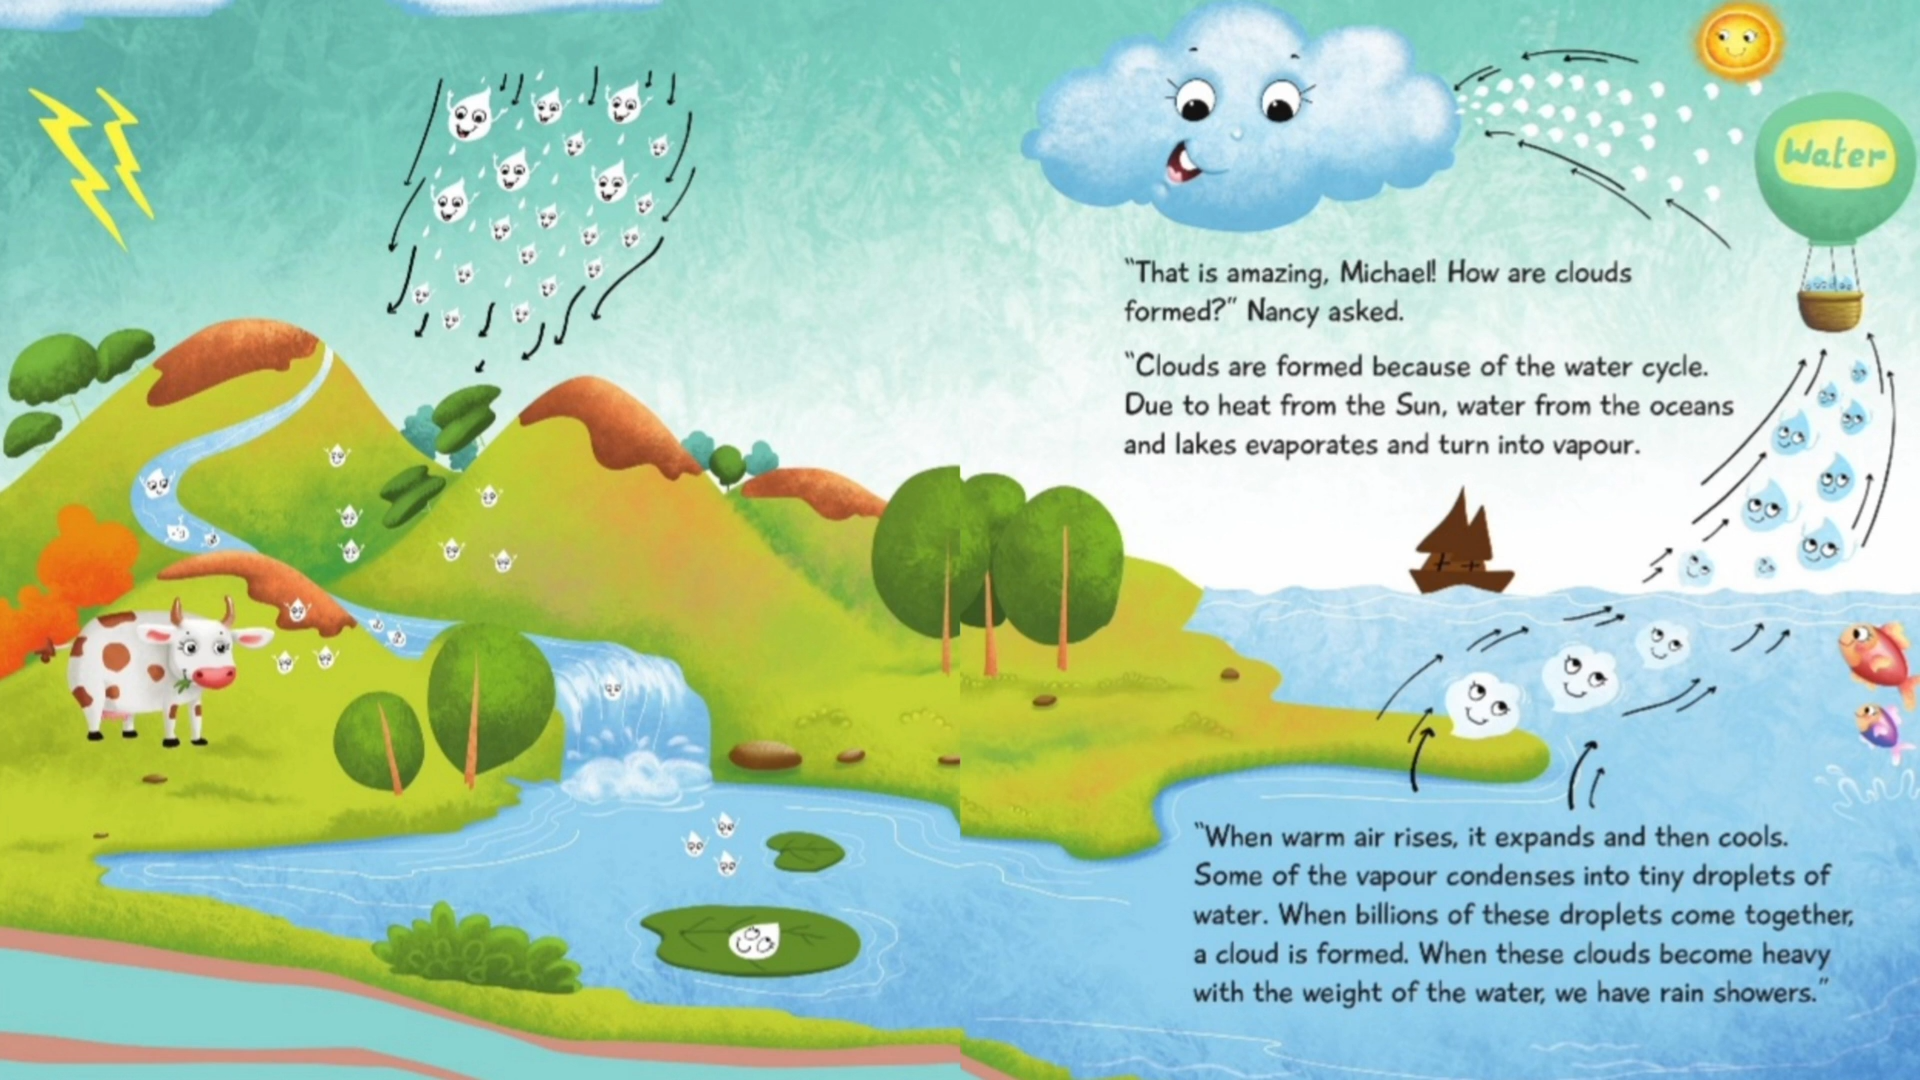 Water
"That is amazing, Michael! How are clouds
formed?" Nancy asked.
"Clouds are formed because of the water cycle.
Due to heat from the Sun, water from the oceans
and lakes evaporates and turn into vapour.
"When warm air rises, it expands and then cools.
Some of the vapour condenses into tiny droplets of
water. When billions of these droplets come together,
a cloud is formed. When these clouds become heavy
with the weight of the water, we have rain showers."